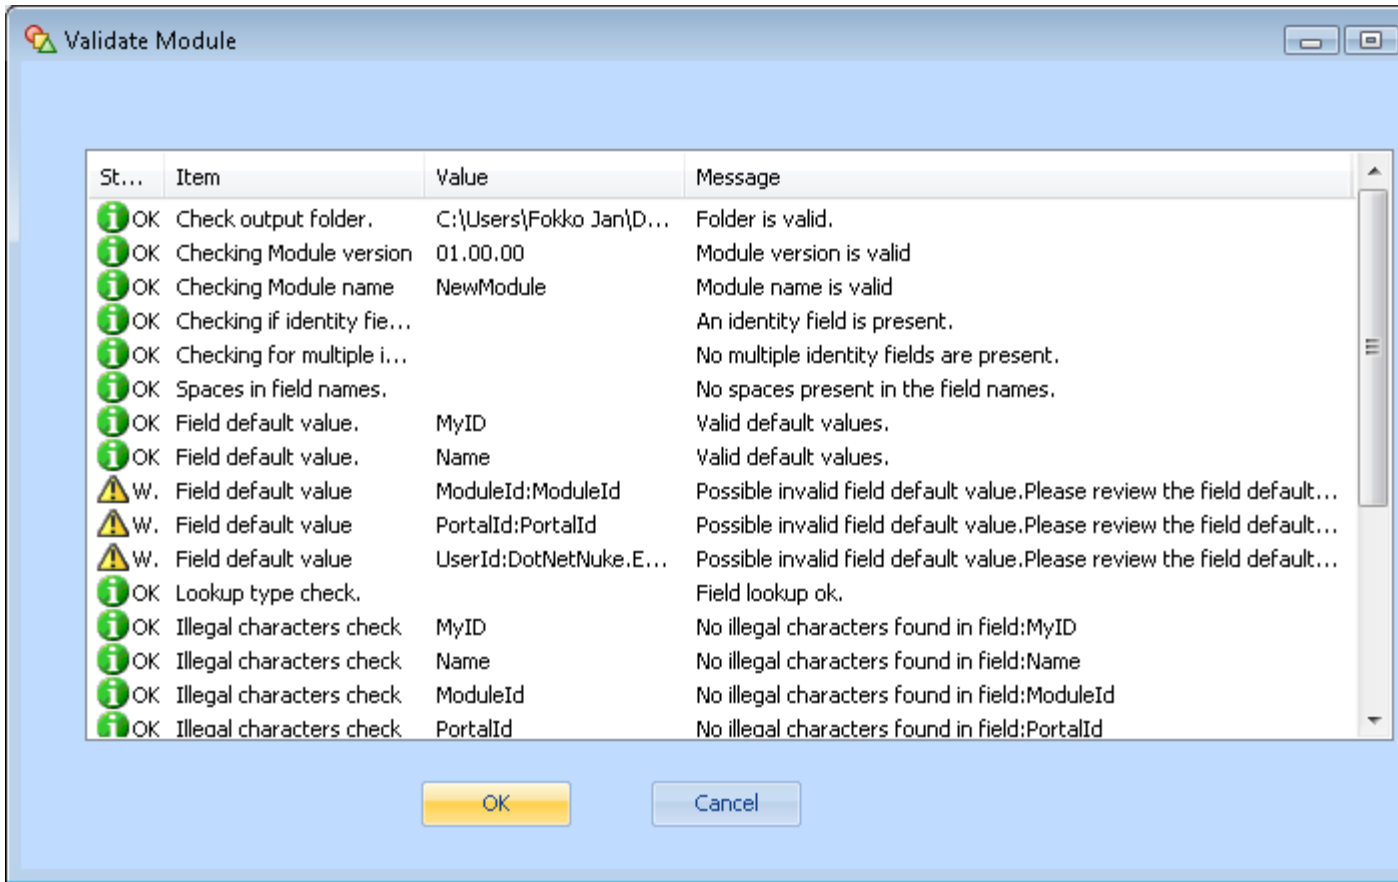 Validate Module
St... Item Value Message
OK Check output folder. C:\Users\Fokko Jan\D... Folder is valid.
OK Checking Module version 01.00.00 Module version is valid
OK Checking Module name NewModule Module name is valid
OK Checking if identity fie... An identity field is present.
OK Checking for multiple i... No multiple identity fields are present.
OK Spaces in field names. No spaces present in the field names.
OK Field default value. MyID Valid default values.
OK Field default value. Name Valid default values.
W. Field default value ModuleId:ModuleId Possible invalid field default value.Please review the field default...
W. Field default value PortalId:PortalId Possible invalid field default value.Please review the field default...
W. Field default value UserId:DotNetNuke.E... Possible invalid field default value.Please review the field default...
OK Lookup type check. Field lookup ok.
OK Illegal characters check MyID No illegal characters found in field:MyID
OK Illegal characters check Name No illegal characters found in field:Name
OK Illegal characters check ModuleId No illegal characters found in field:ModuleId
OK Illegal characters check PortalId No illegal characters found in field:PortalId
OK Cancel